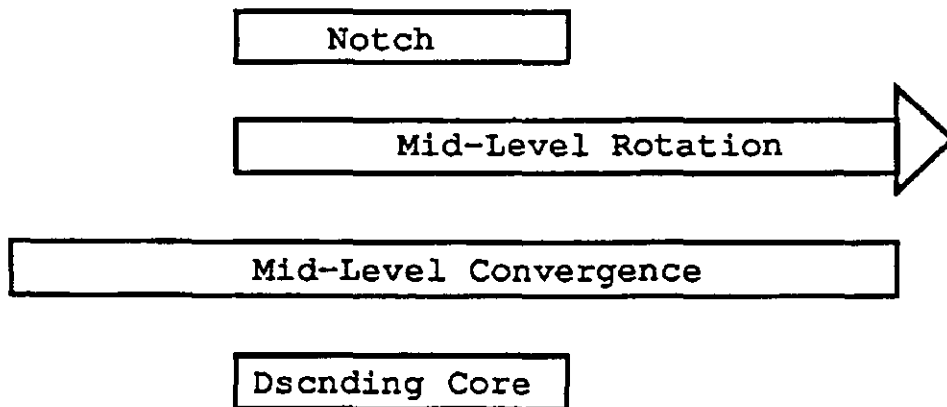 Notch
Mid-Level Rotation
Mid-Level Convergence
Dscnding Core